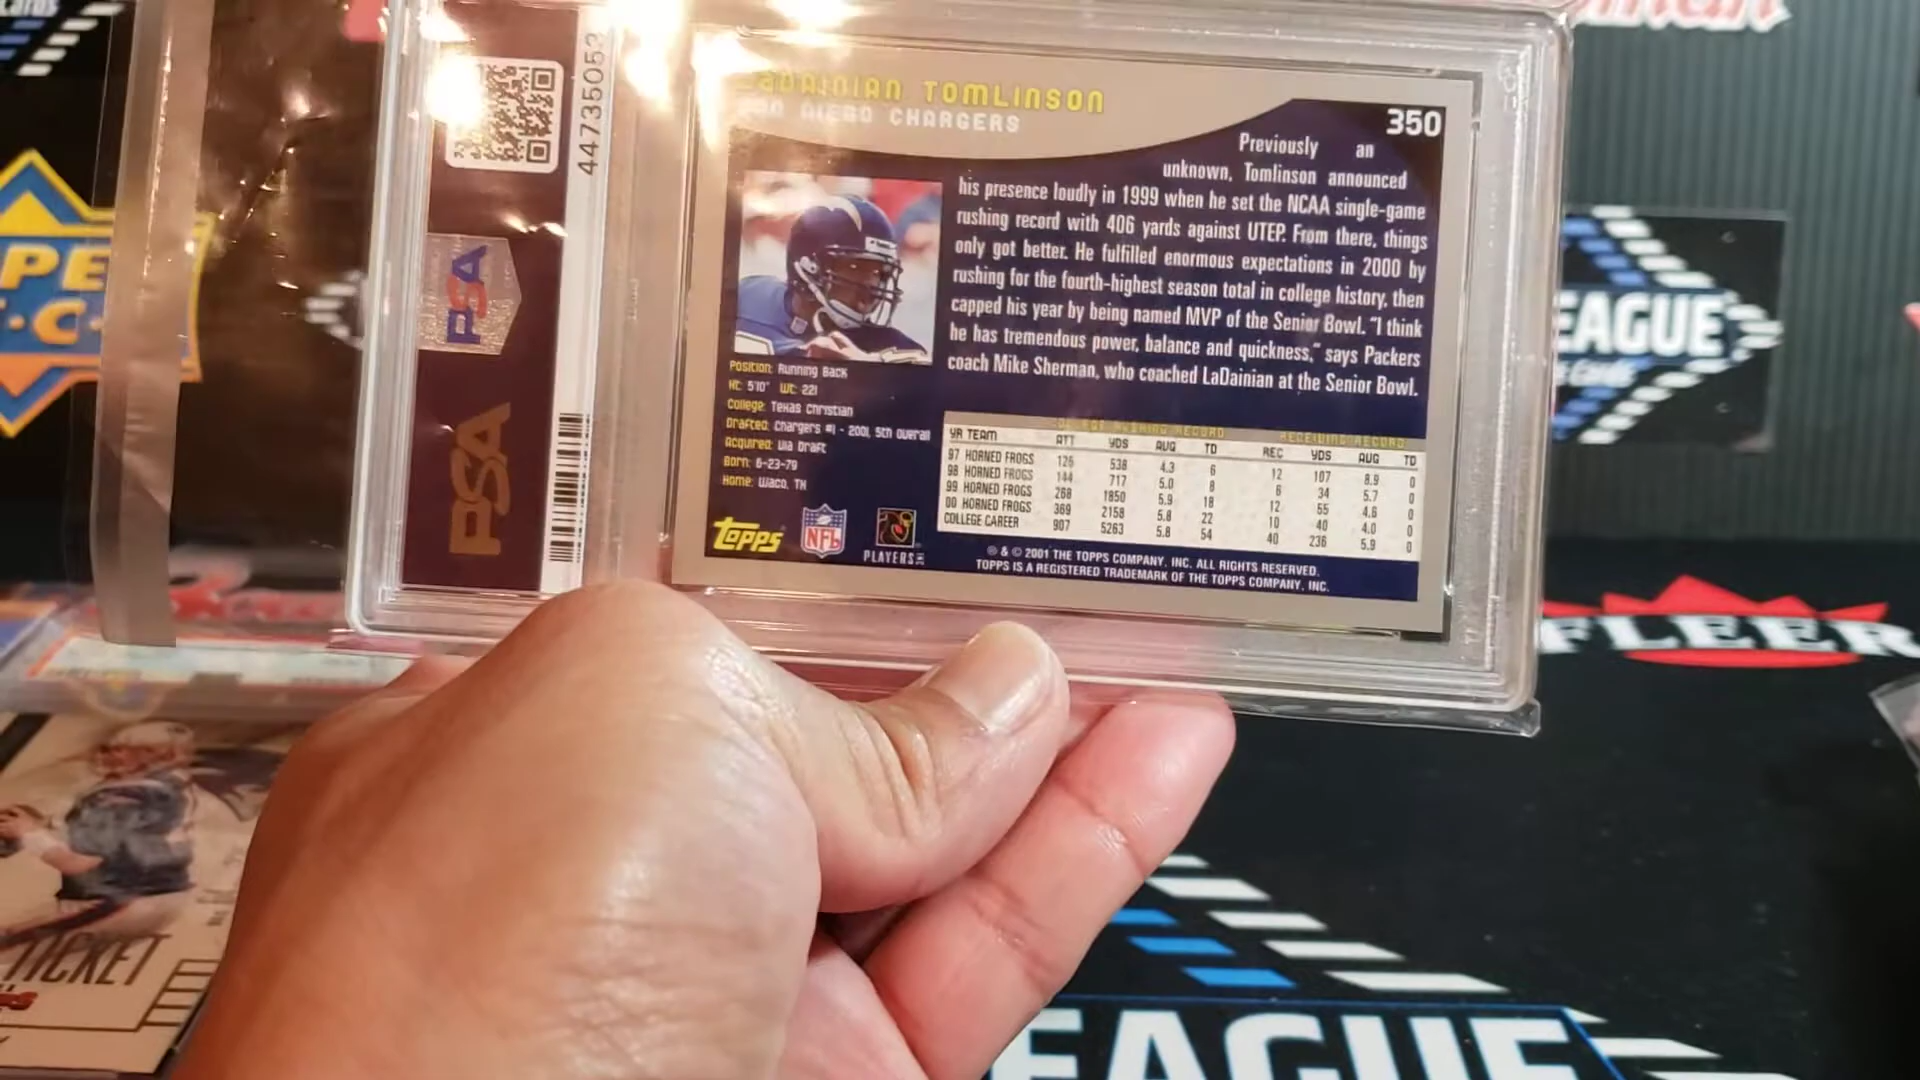 LaDainian Tomlinson
San Diego CHARGERS
350
Previously an
unknown, Tomlinson announced
his presence loudly in 1999 when he set the NCAA single-game
rushing record with 406 yards against UTEP. From there, things
only got better. He fulfilled enormous expectations in 2000 by
rushing for the fourth-highest season total in college history, then
capped his year by being named MVP of the Senior Bowl. "I think
he has tremendous power, balance and quickness," says Packers
coach Mike Sherman, who coached LaDainian at the Senior Bowl.
Position: Running Back
Ht: 5'10" Wt: 221
College: Texas Christian
Drafted: Chargers #1 - 2001, 5th overall
Acquired: Via Draft
Born: 6-23-79
Home: Waco, TX
COLLEGE RUSHING RECORD RECEIVING RECORD
YR TEAM ATT YDS AVG TD REC YDS AVG TD
97 HORNED FROGS 126 538 4.3 6 12 107 8.9 0
98 HORNED FROGS 144 717 5.0 8 6 34 5.7 0
99 HORNED FROGS 268 1850 5.9 18 12 55 4.6 0
00 HORNED FROGS 369 2158 5.8 22 10 40 4.0 0
COLLEGE CAREER 907 5263 5.8 54 40 236 5.9 0
Topps
NFL
PLAYERS
® & © 2001 THE TOPPS COMPANY, INC. ALL RIGHTS RESERVED.
TOPPS IS A REGISTERED TRADEMARK OF THE TOPPS COMPANY, INC.
PSA
PSA
EAGUE
FLEER
TICKET
EAGUE